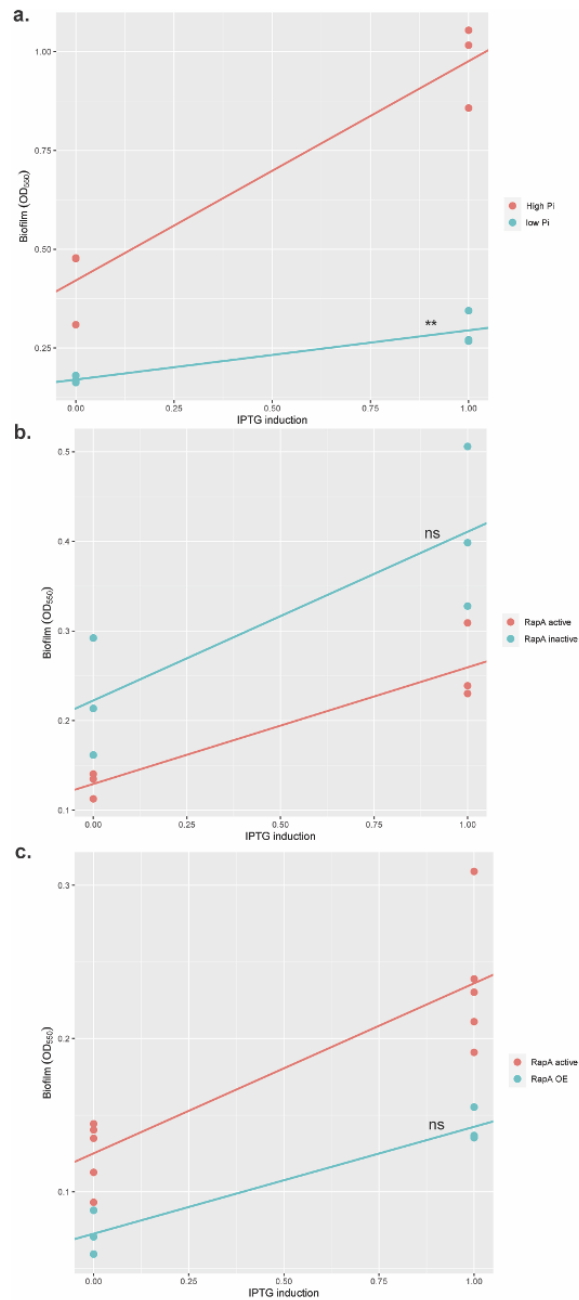 a.
1.00
0.75
0.50
0.25
Biofilm (OD550)
**
0.00 0.25 0.50 0.75 1.00
IPTG induction
High Pi
low Pi
b.
0.5
0.4
0.3
0.2
0.1
Biofilm (OD550)
ns
0.00 0.25 0.50 0.75 1.00
IPTG induction
RapA active
RapA inactive
c.
0.3
0.2
0.1
Biofilm (OD550)
ns
0.00 0.25 0.50 0.75 1.00
IPTG induction
RapA active
RapA OE